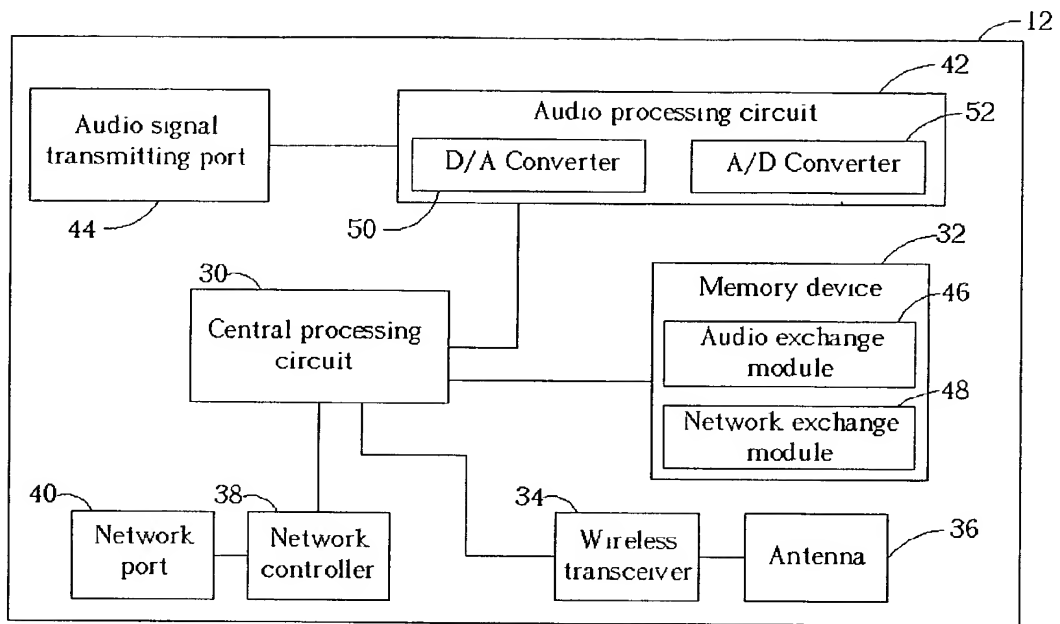 12
42
Audio signal
transmitting port
44
Audio processing circuit
52
D/A Converter
A/D Converter
50
30
Central processing
circuit
32
Memory device
46
Audio exchange
module
48
Network exchange
module
40
Network
port
38
Network
controller
34
Wireless
transceiver
Antenna
36